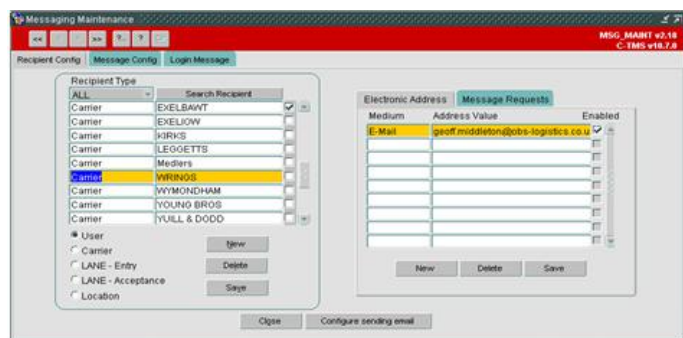 Messaging Maintenance
<< < > >> ?..
MSG_MAINT v2.18
C-TMS v10.7.0
Recipient Config Message Config Login Message
Recipient Type
ALL Search Recipient
Carrier EXELBAWT
Carrier EXELIOW
Carrier KIRKS
Carrier LEGGETTS
Carrier Medlers
Carrier WRINGS
Carrier WYMONDHAM
Carrier YOUNG BROS
Carrier YUILL & DODD
User
Carrier
LANE - Entry
LANE - Acceptance
Location
New
Delete
Save
Electronic Address Message Requests
Medium Address Value Enabled
E-Mail geoff.middleton@obs-logistics.co.u
New Delete Save
Close Configure sending email